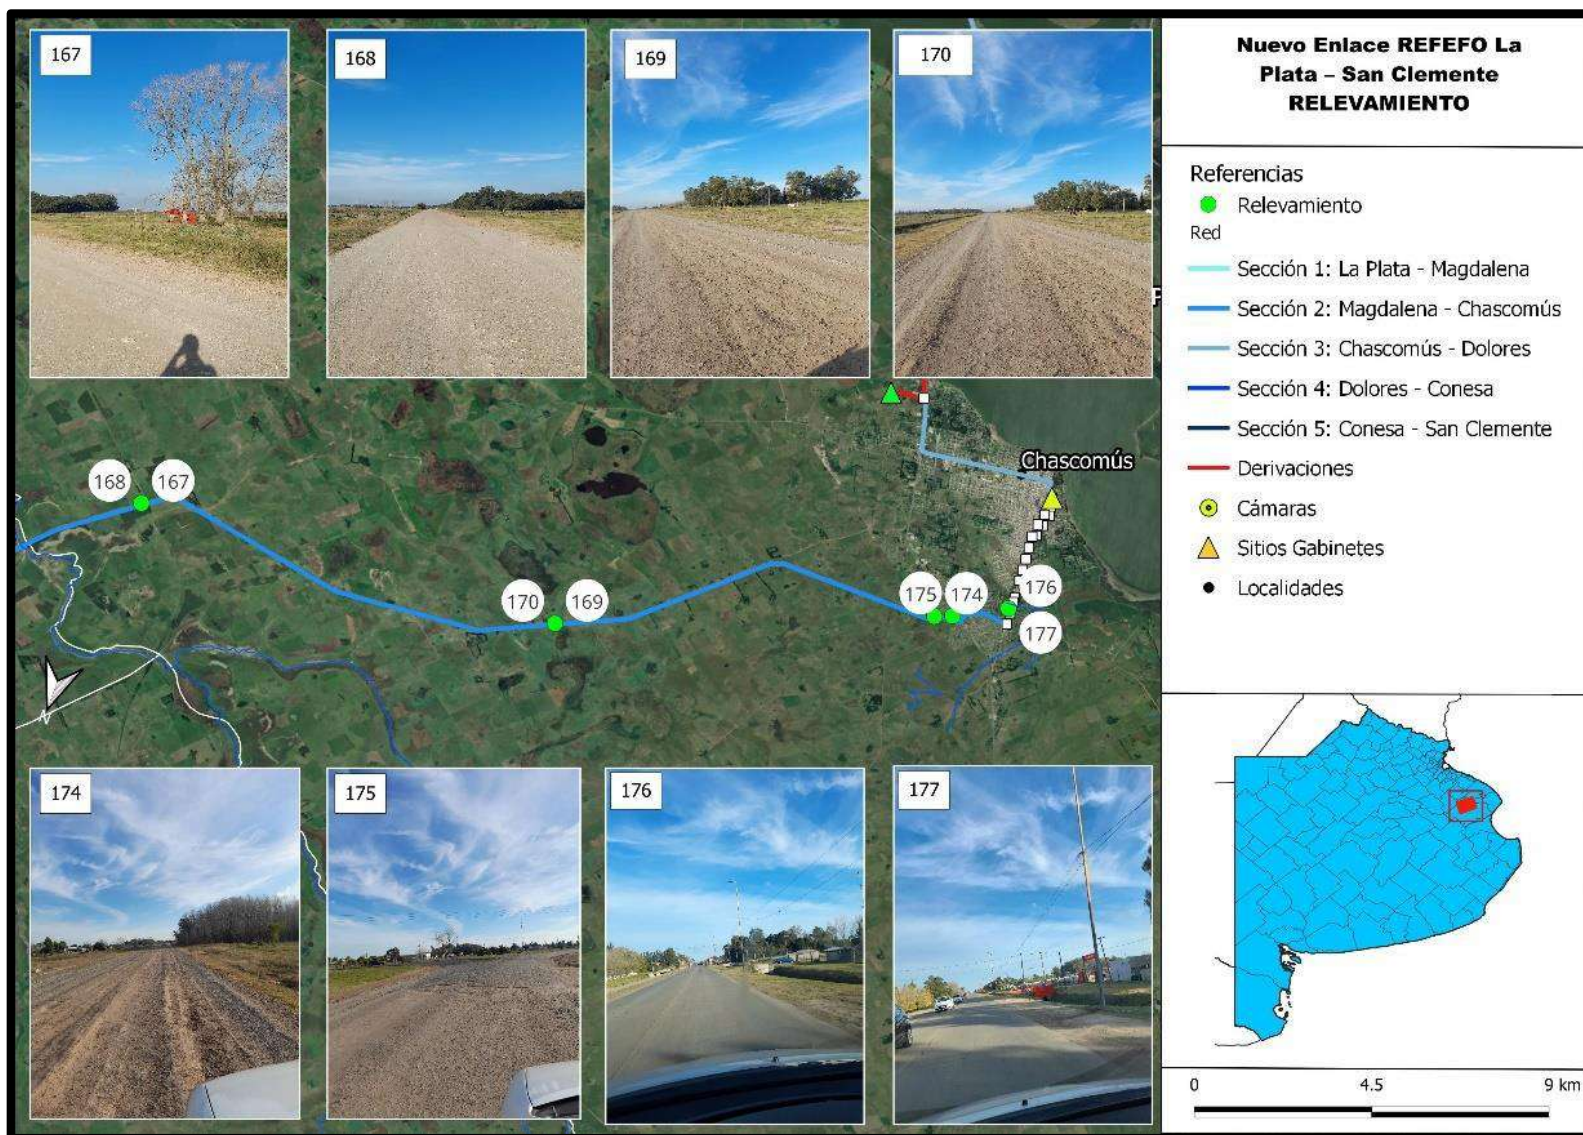 167
168
169
170
Nuevo Enlace REFEFO La
Plata – San Clemente
RELEVAMIENTO
Referencias
Relevamiento
Red
Sección 1: La Plata - Magdalena
Sección 2: Magdalena - Chascomús
Sección 3: Chascomús - Dolores
Sección 4: Dolores - Conesa
Sección 5: Conesa - San Clemente
Derivaciones
Cámaras
Sitios Gabinetes
Localidades
Chascomús
168
167
170
169
175
174
176
177
N
174
175
176
177
0
4.5
9 km